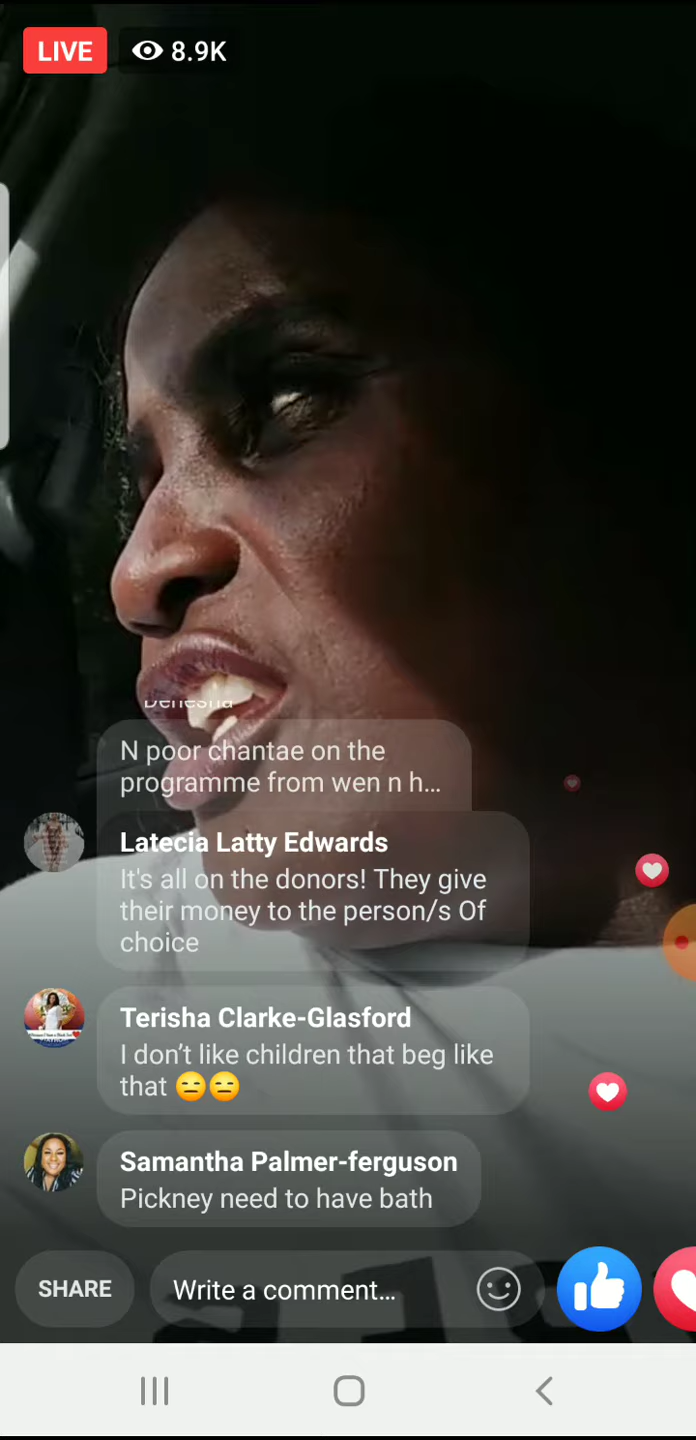 LIVE 8.9K
Denesha
N poor chantae on the
programme from wen n h...
Latecia Latty Edwards
It's all on the donors! They give
their money to the person/s Of
choice
Terisha Clarke-Glasford
I don’t like children that beg like
that 😑😑
Samantha Palmer-ferguson
Pickney need to have bath
SHARE Write a comment...